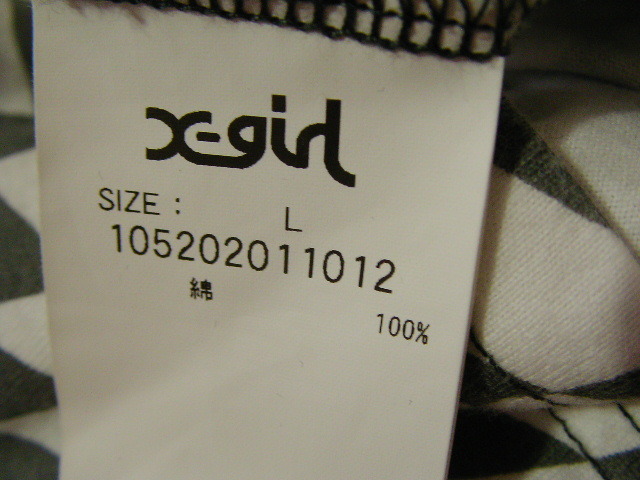 X-girl
SIZE : L
105202011012
綿
100%